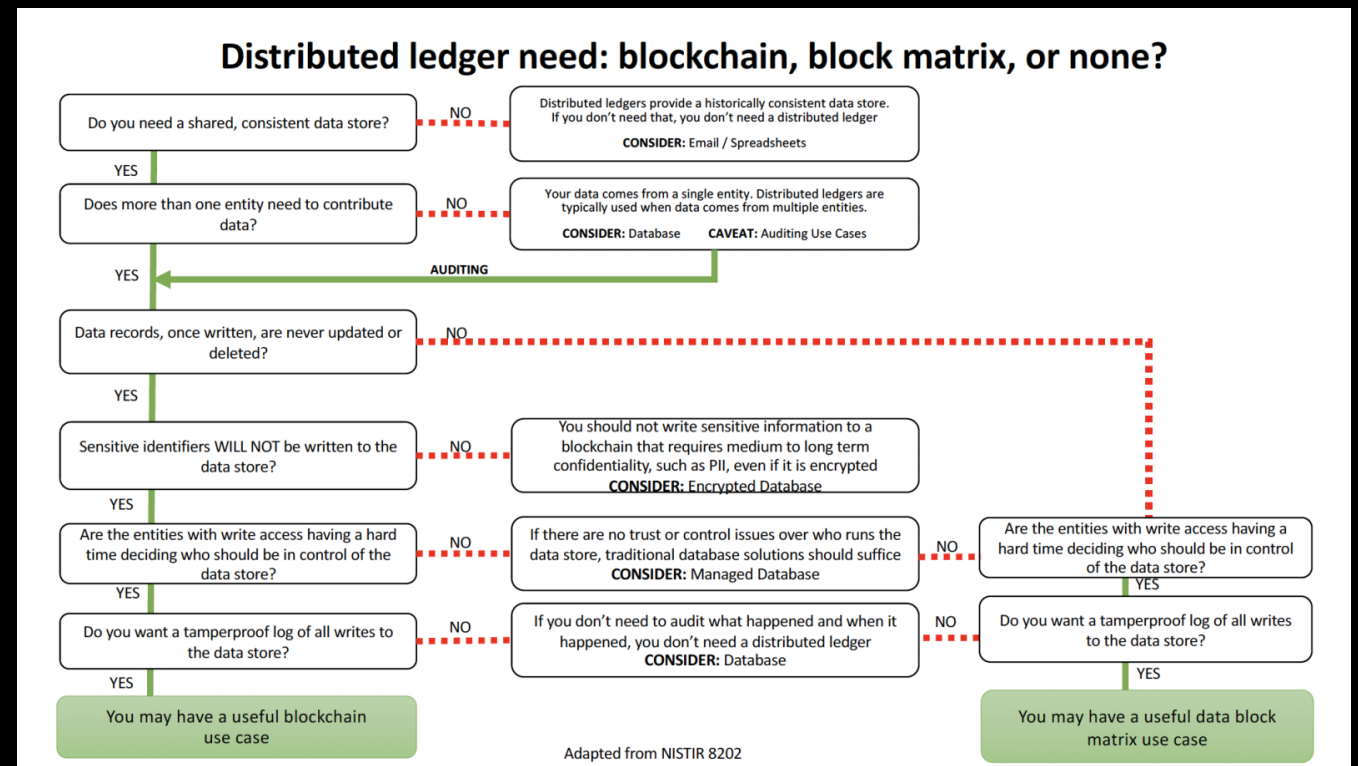 Distributed ledger need: blockchain, block matrix, or none?
Do you need a shared, consistent data store?
NO
Distributed ledgers provide a historically consistent data store.
If you don't need that, you don't need a distributed ledger
CONSIDER: Email / Spreadsheets
YES
Does more than one entity need to contribute
data?
NO
Your data comes from a single entity. Distributed ledgers are
typically used when data comes from multiple entities.
CONSIDER: Database CAVEAT: Auditing Use Cases
YES
AUDITING
Data records, once written, are never updated or
deleted?
NO
YES
Sensitive identifiers WILL NOT be written to the
data store?
NO
You should not write sensitive information to a
blockchain that requires medium to long term
confidentiality, such as PII, even if it is encrypted
CONSIDER: Encrypted Database
YES
Are the entities with write access having a hard
time deciding who should be in control of the
data store?
NO
If there are no trust or control issues over who runs the
data store, traditional database solutions should suffice
CONSIDER: Managed Database
NO
Are the entities with write access having a
hard time deciding who should be in control
of the data store?
YES
YES
Do you want a tamperproof log of all writes to
the data store?
NO
If you don't need to audit what happened and when it
happened, you don't need a distributed ledger
CONSIDER: Database
NO
Do you want a tamperproof log of all writes
to the data store?
YES
YES
You may have a useful blockchain
use case
You may have a useful data block
matrix use case
Adapted from NISTIR 8202